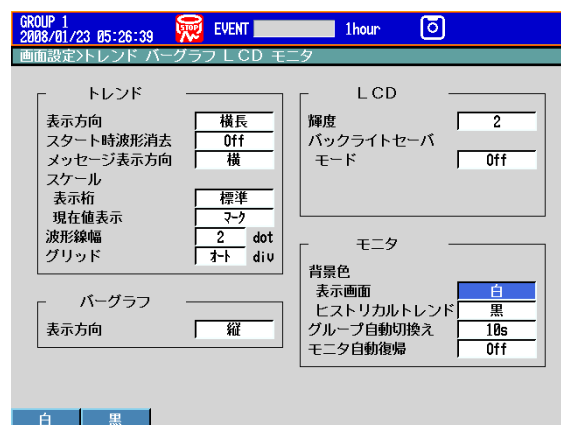 GROUP 1
2008/01/23 05:26:39
STOP
EVENT
1hour
画面設定>トレンド バーグラフ LCD モニタ
トレンド
表示方向 横長
スタート時波形消去 Off
メッセージ表示方向 横
スケール
表示桁 標準
現在値表示 マーク
波形線幅 2 dot
グリッド オート div
バーグラフ
表示方向 縦
LCD
輝度 2
バックライトセーバ
モード Off
モニタ
背景色
表示画面 白
ヒストリカルトレンド 黒
グループ自動切換え 10s
モニタ自動復帰 Off
白 黒